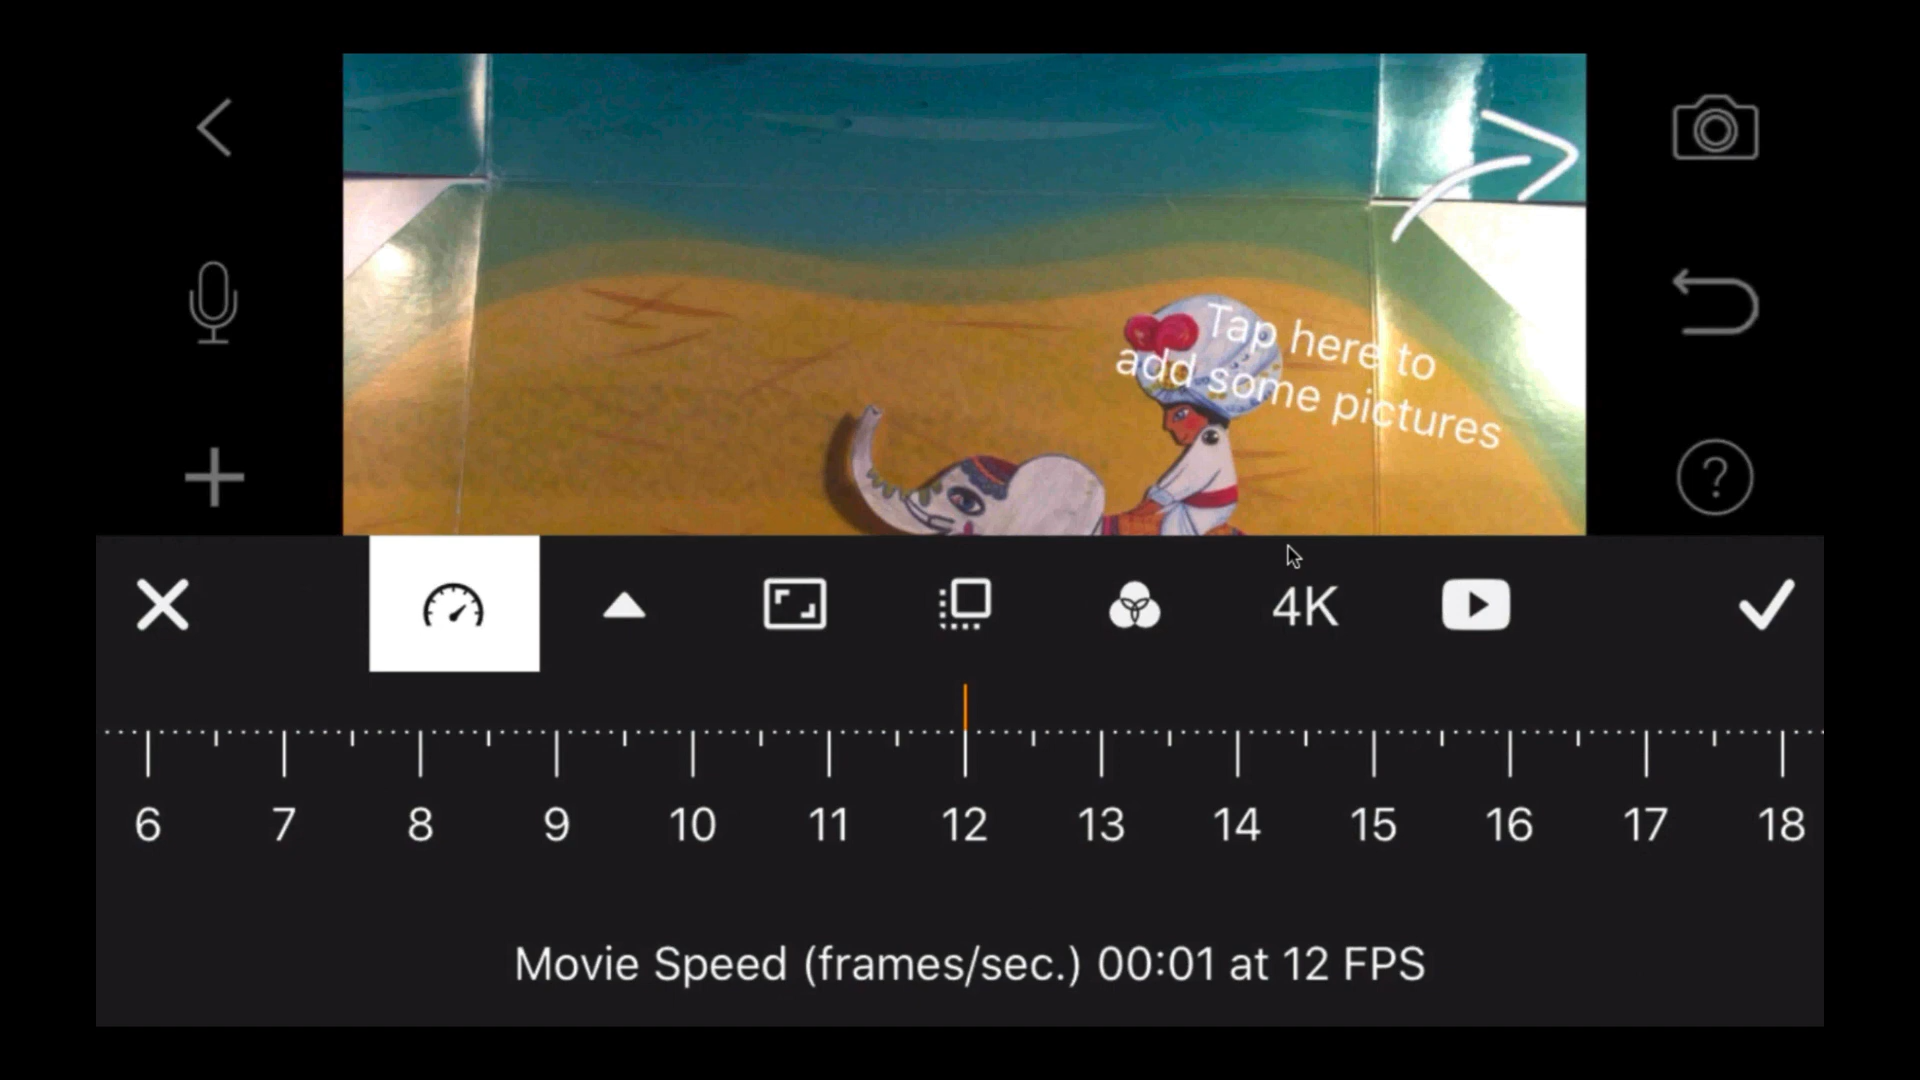 Tap here to
add some pictures
?
4K
6 7 8 9 10 11 12 13 14 15 16 17 18
Movie Speed (frames/sec.) 00:01 at 12 FPS